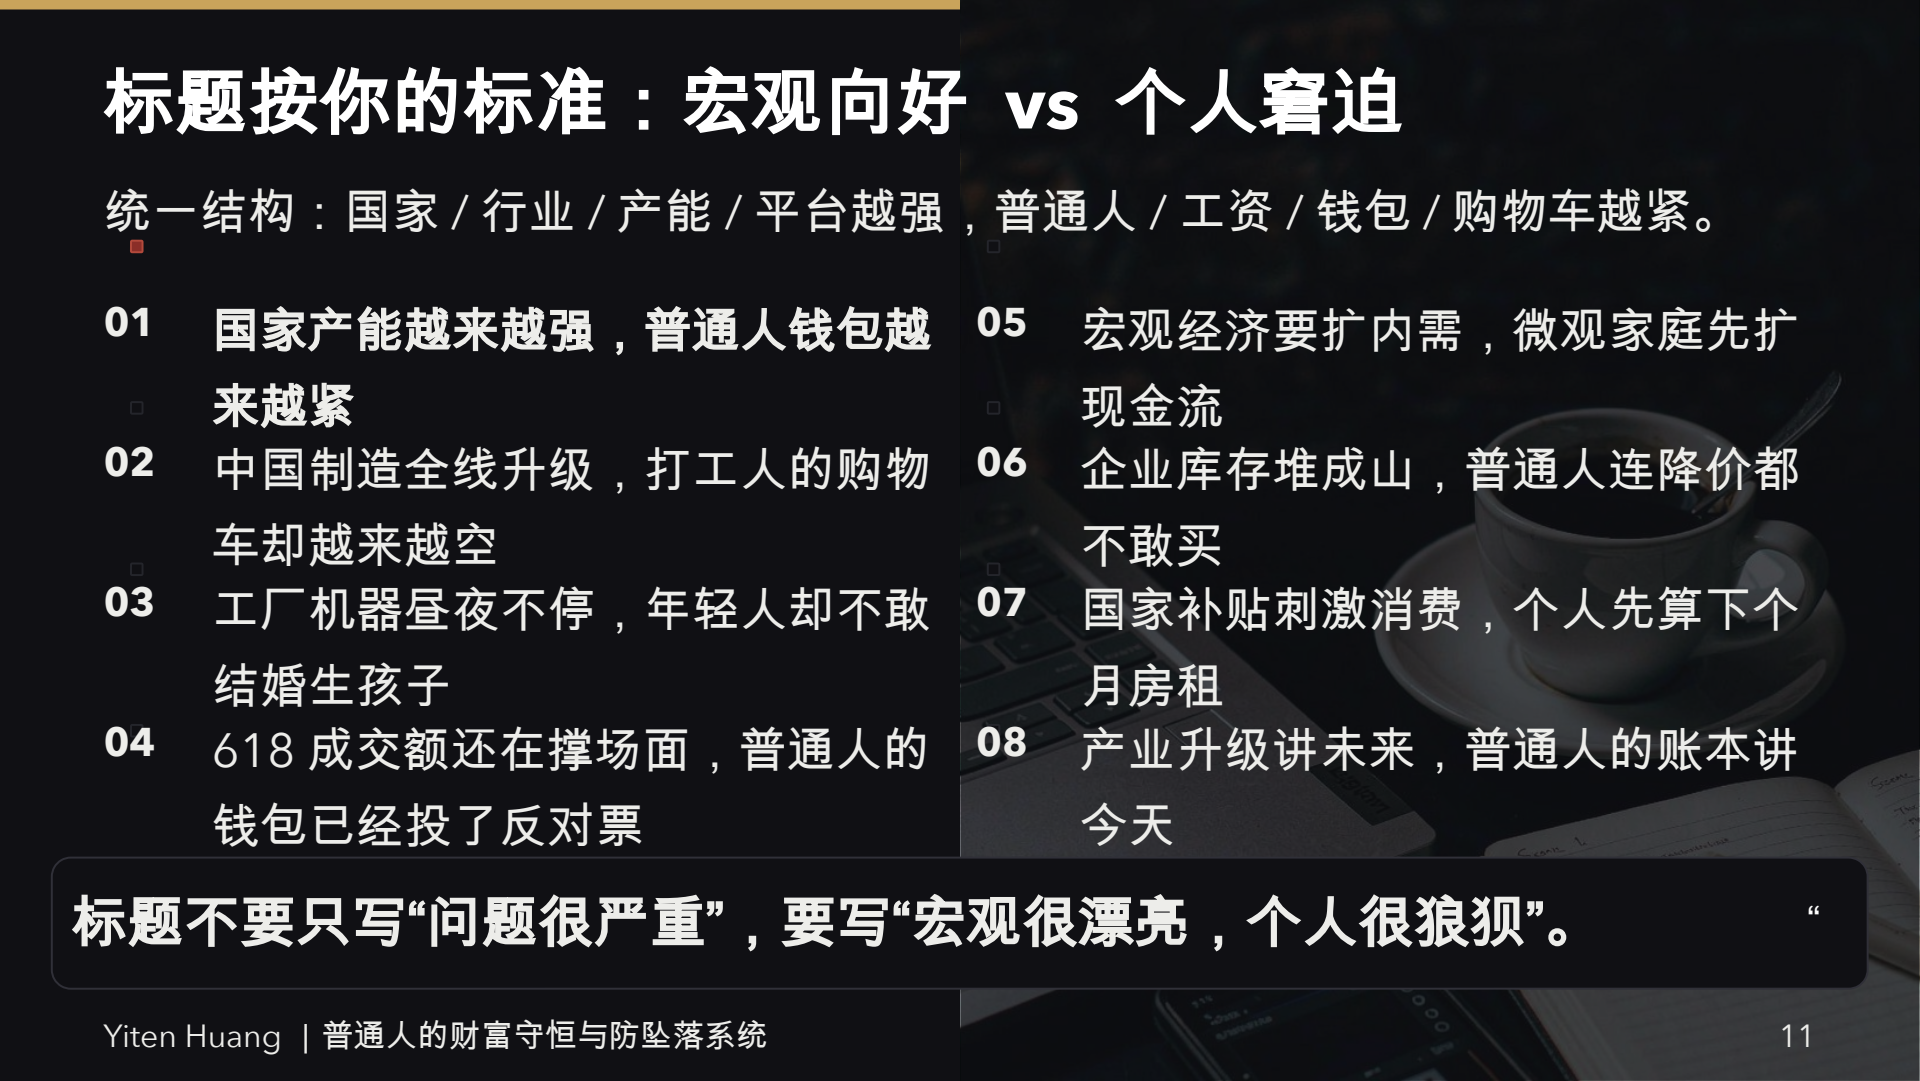 标题按你的标准：宏观向好 vs 个人窘迫
统一结构：国家 / 行业 / 产能 / 平台越强，普通人 / 工资 / 钱包 / 购物车越紧。
01 国家产能越来越强，普通人钱包越
来越紧
02 中国制造全线升级，打工人的购物
车却越来越空
03 工厂机器昼夜不停，年轻人却不敢
结婚生孩子
04 618 成交额还在撑场面，普通人的
钱包已经投了反对票
05 宏观经济要扩内需，微观家庭先扩
现金流
06 企业库存堆成山，普通人连降价都
不敢买
07 国家补贴刺激消费，个人先算下个
月房租
08 产业升级讲未来，普通人的账本讲
今天
标题不要只写“问题很严重”，要写“宏观很漂亮，个人很狼狈”。
“
Yiten Huang | 普通人的财富守恒与防坠落系统
11